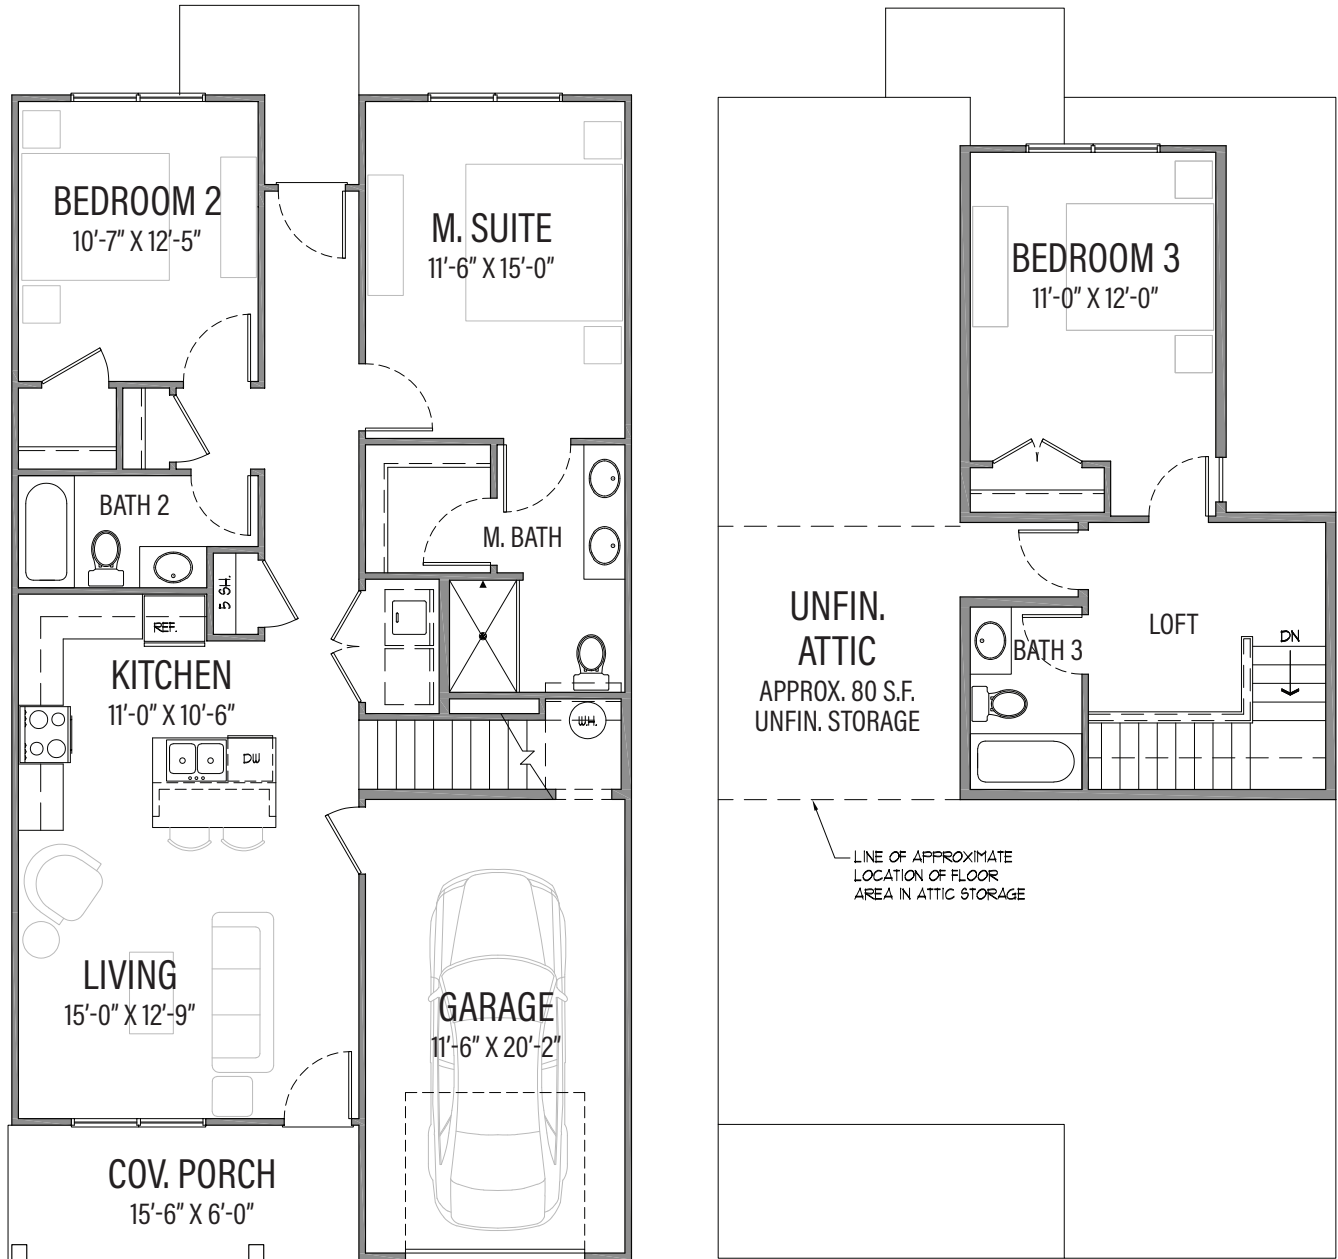 BEDROOM 2
10'-7" X 12'-5"
M. SUITE
11'-6" X 15'-0"
BATH 2
M. BATH
5 SH.
REF.
KITCHEN
11'-0" X 10'-6"
W.H.
DW
LIVING
15'-0" X 12'-9"
GARAGE
11'-6" X 20'-2"
COV. PORCH
15'-6" X 6'-0"
BEDROOM 3
11'-0" X 12'-0"
UNFIN.
ATTIC
APPROX. 80 S.F.
UNFIN. STORAGE
LOFT
DN
BATH 3
LINE OF APPROXIMATE
LOCATION OF FLOOR
AREA IN ATTIC STORAGE